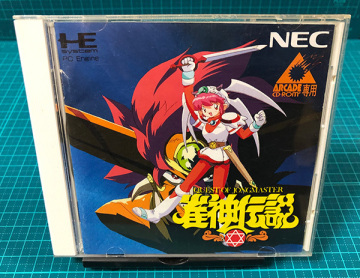 HE
SYSTEM
PC Engine
NEC
ARCADE
CD-ROM²
専用
QUEST OF JONGMASTER
雀神伝説